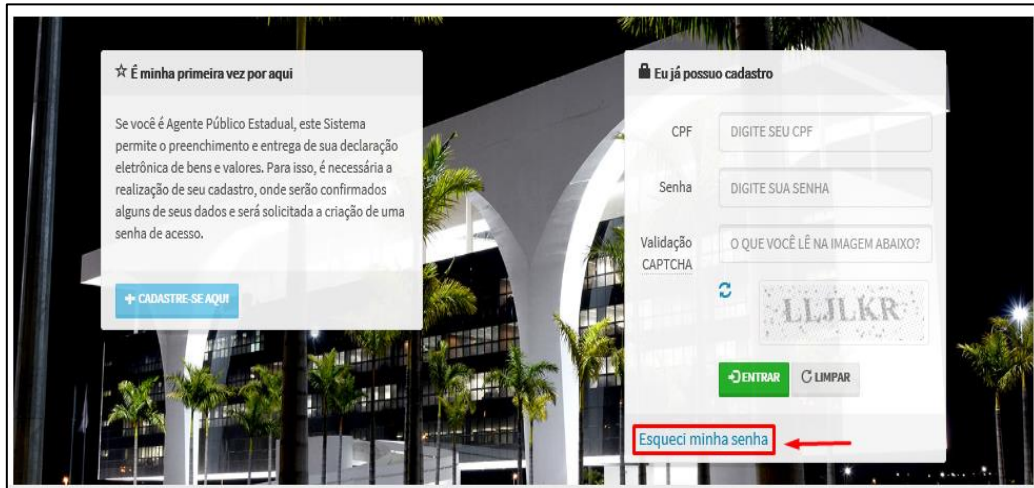 É minha primeira vez por aqui
Se você é Agente Público Estadual, este Sistema
permite o preenchimento e entrega de sua declaração
eletrônica de bens e valores. Para isso, é necessária a
realização de seu cadastro, onde serão confirmados
alguns de seus dados e será solicitada a criação de uma
senha de acesso.
+ CADASTRE-SE AQUI
Eu já possuo cadastro
CPF
DIGITE SEU CPF
Senha
DIGITE SUA SENHA
Validação
CAPTCHA
O QUE VOCÊ LÊ NA IMAGEM ABAIXO?
LLJLKR
ENTRAR
LIMPAR
Esqueci minha senha